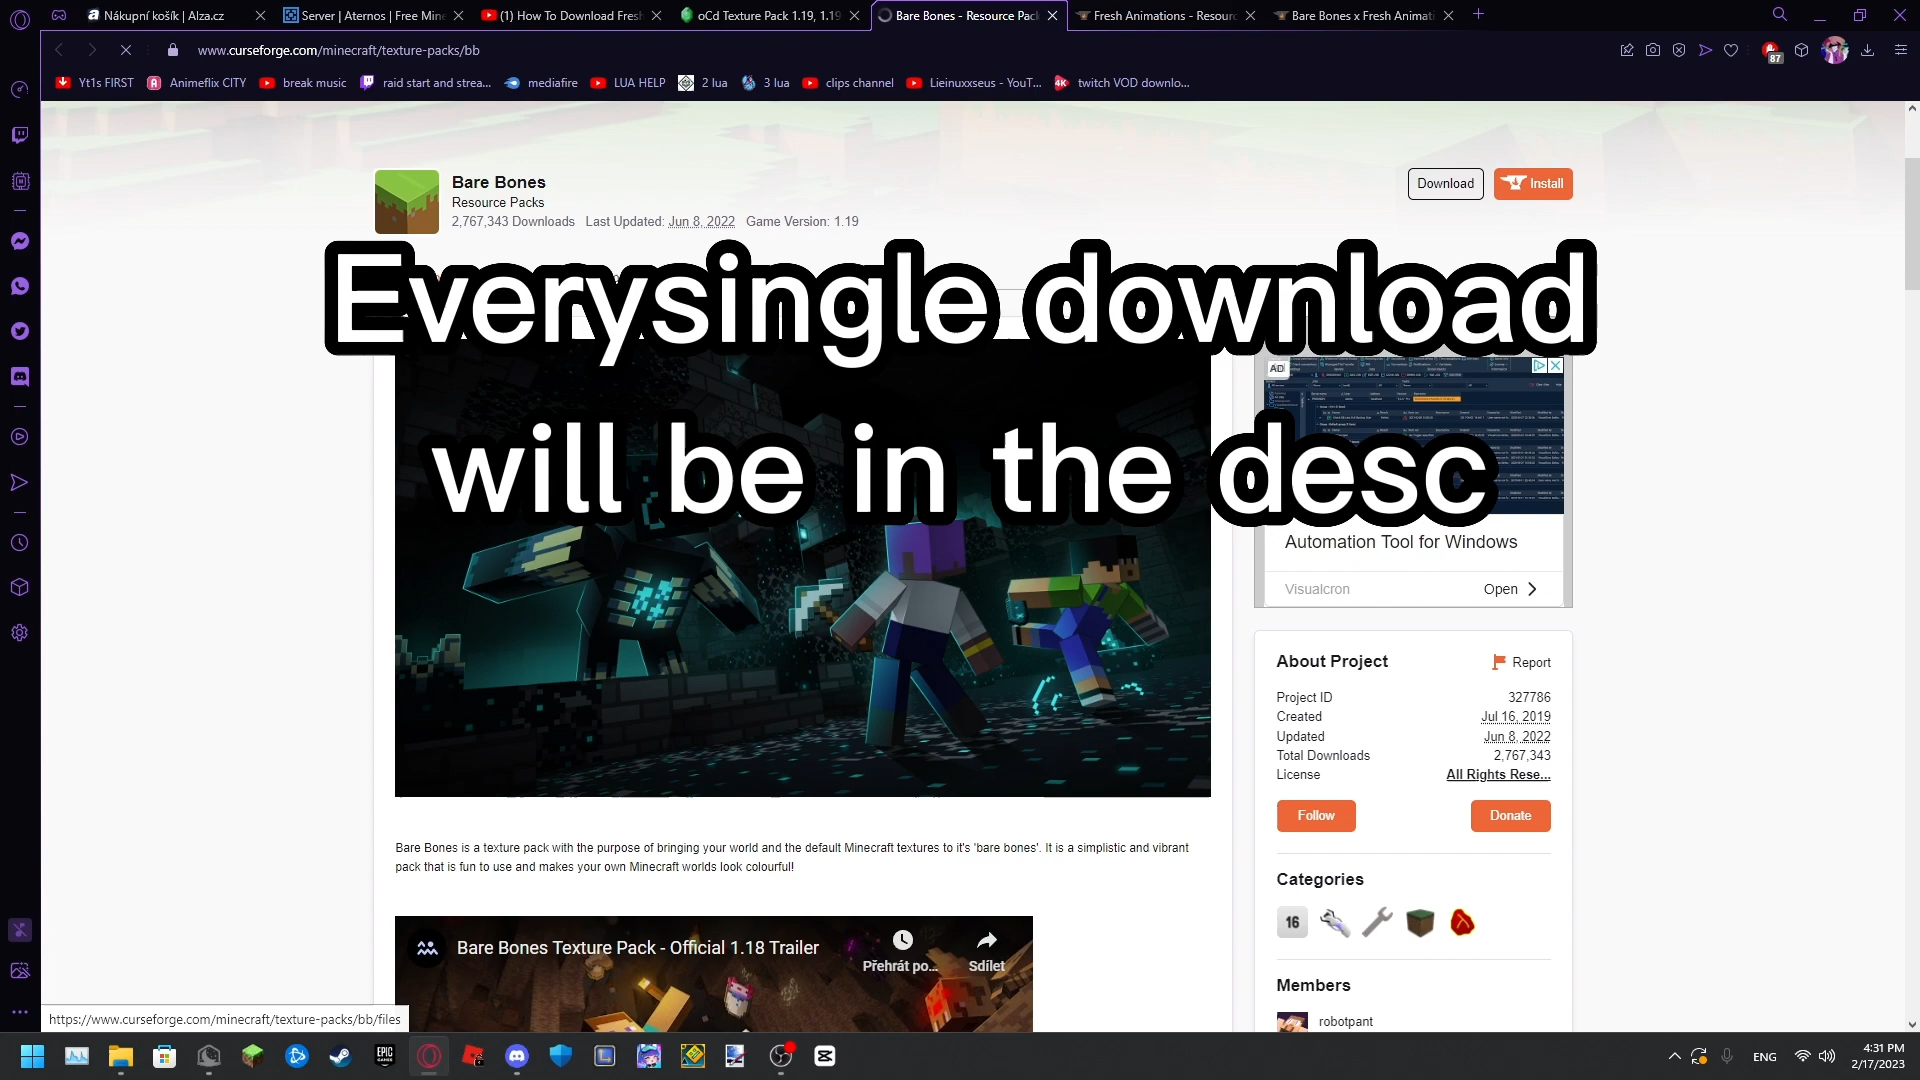 Nákupní košík | Alza.cz
Server | Aternos | Free Mine
(1) How To Download Fresh
oCd Texture Pack 1.19, 1.19
Bare Bones - Resource Pack
Fresh Animations - Resourc
Bare Bones x Fresh Animati
www.curseforge.com/minecraft/texture-packs/bb
87
Yt1s FIRST
Animeflix CITY
break music
raid start and strea...
mediafire
LUA HELP
2 lua
3 lua
clips channel
Lieinuxxseus - YouT...
4K
twitch VOD downlo...
Bare Bones
Resource Packs
2,767,343 Downloads Last Updated: Jun 8, 2022 Game Version: 1.19
Download
Install
Everysingle download
will be in the desc
AD
Automation Tool for Windows
Visualcron
Open
About Project
Report
Project ID 327786
Created Jul 16, 2019
Updated Jun 8, 2022
Total Downloads 2,767,343
License All Rights Rese...
Follow
Donate
Bare Bones is a texture pack with the purpose of bringing your world and the default Minecraft textures to it's 'bare bones'. It is a simplistic and vibrant
pack that is fun to use and makes your own Minecraft worlds look colourful!
Categories
16
Bare Bones Texture Pack - Official 1.18 Trailer
Přehrát po...
Sdílet
Members
robotpant
https://www.curseforge.com/minecraft/texture-packs/bb/files
EPIC
GAMES
ENG
4:31 PM
2/17/2023